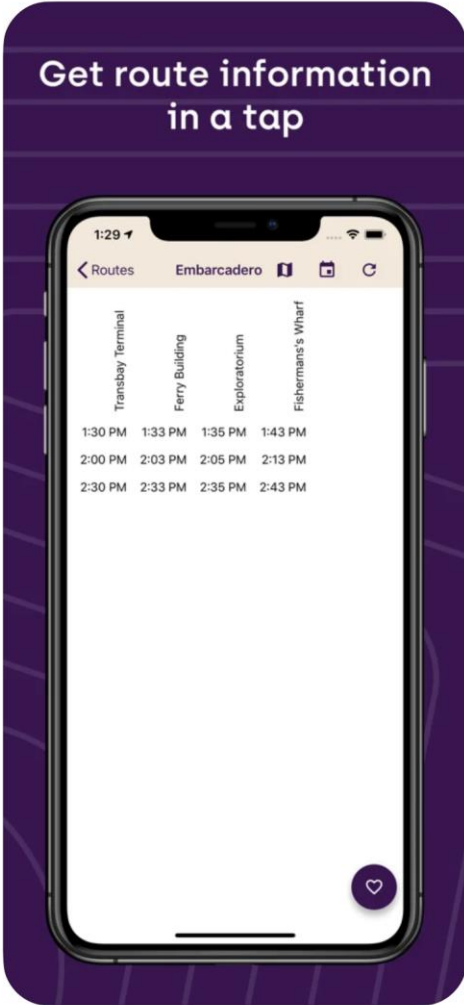 Get route information
in a tap
1:29
Routes Embarcadero
Transbay Terminal
Ferry Building
Exploratorium
Fishermans's Wharf
1:30 PM 1:33 PM 1:35 PM 1:43 PM
2:00 PM 2:03 PM 2:05 PM 2:13 PM
2:30 PM 2:33 PM 2:35 PM 2:43 PM